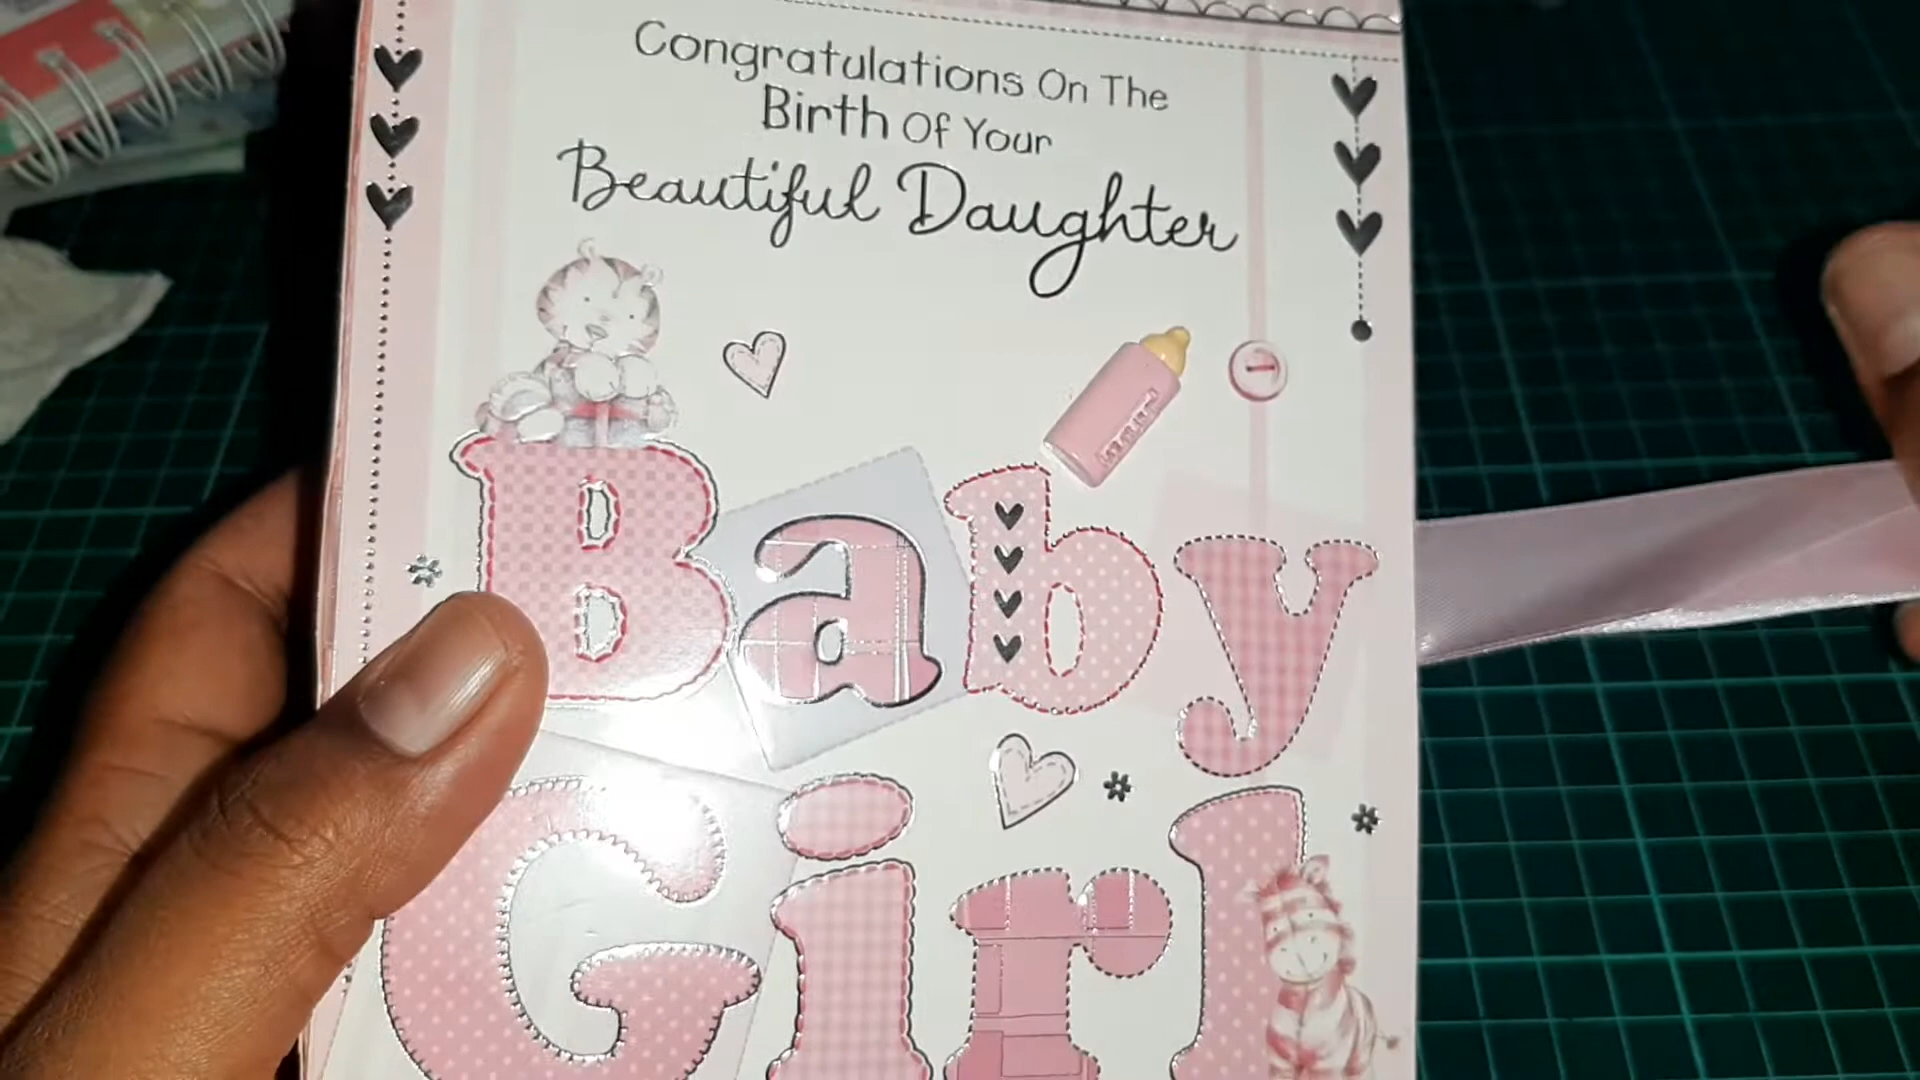 Congratulations On The
Birth Of Your
Beautiful Daughter
Baby
Girl